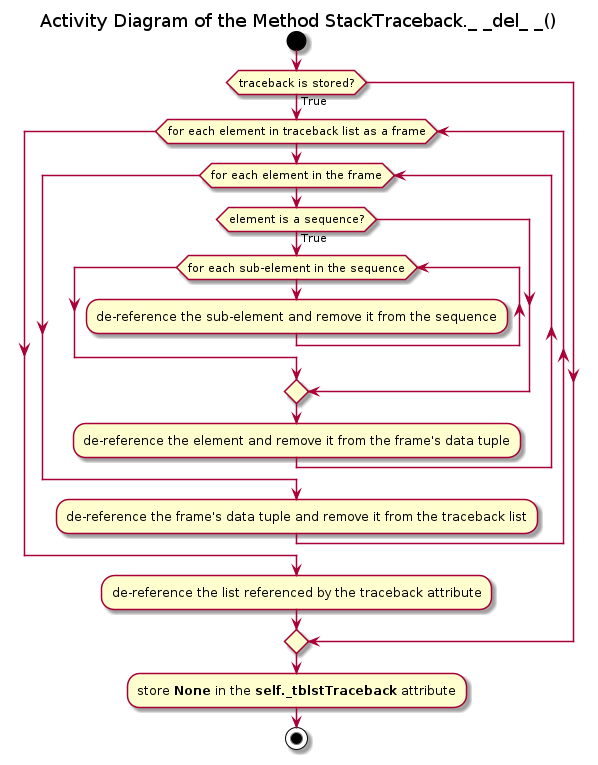 Activity Diagram of the Method StackTraceback._ _del_ _()
traceback is stored?
True
for each element in traceback list as a frame
for each element in the frame
element is a sequence?
True
for each sub-element in the sequence
de-reference the sub-element and remove it from the sequence
de-reference the element and remove it from the frame's data tuple
de-reference the frame's data tuple and remove it from the traceback list
de-reference the list referenced by the traceback attribute
store None in the self._tblstTraceback attribute